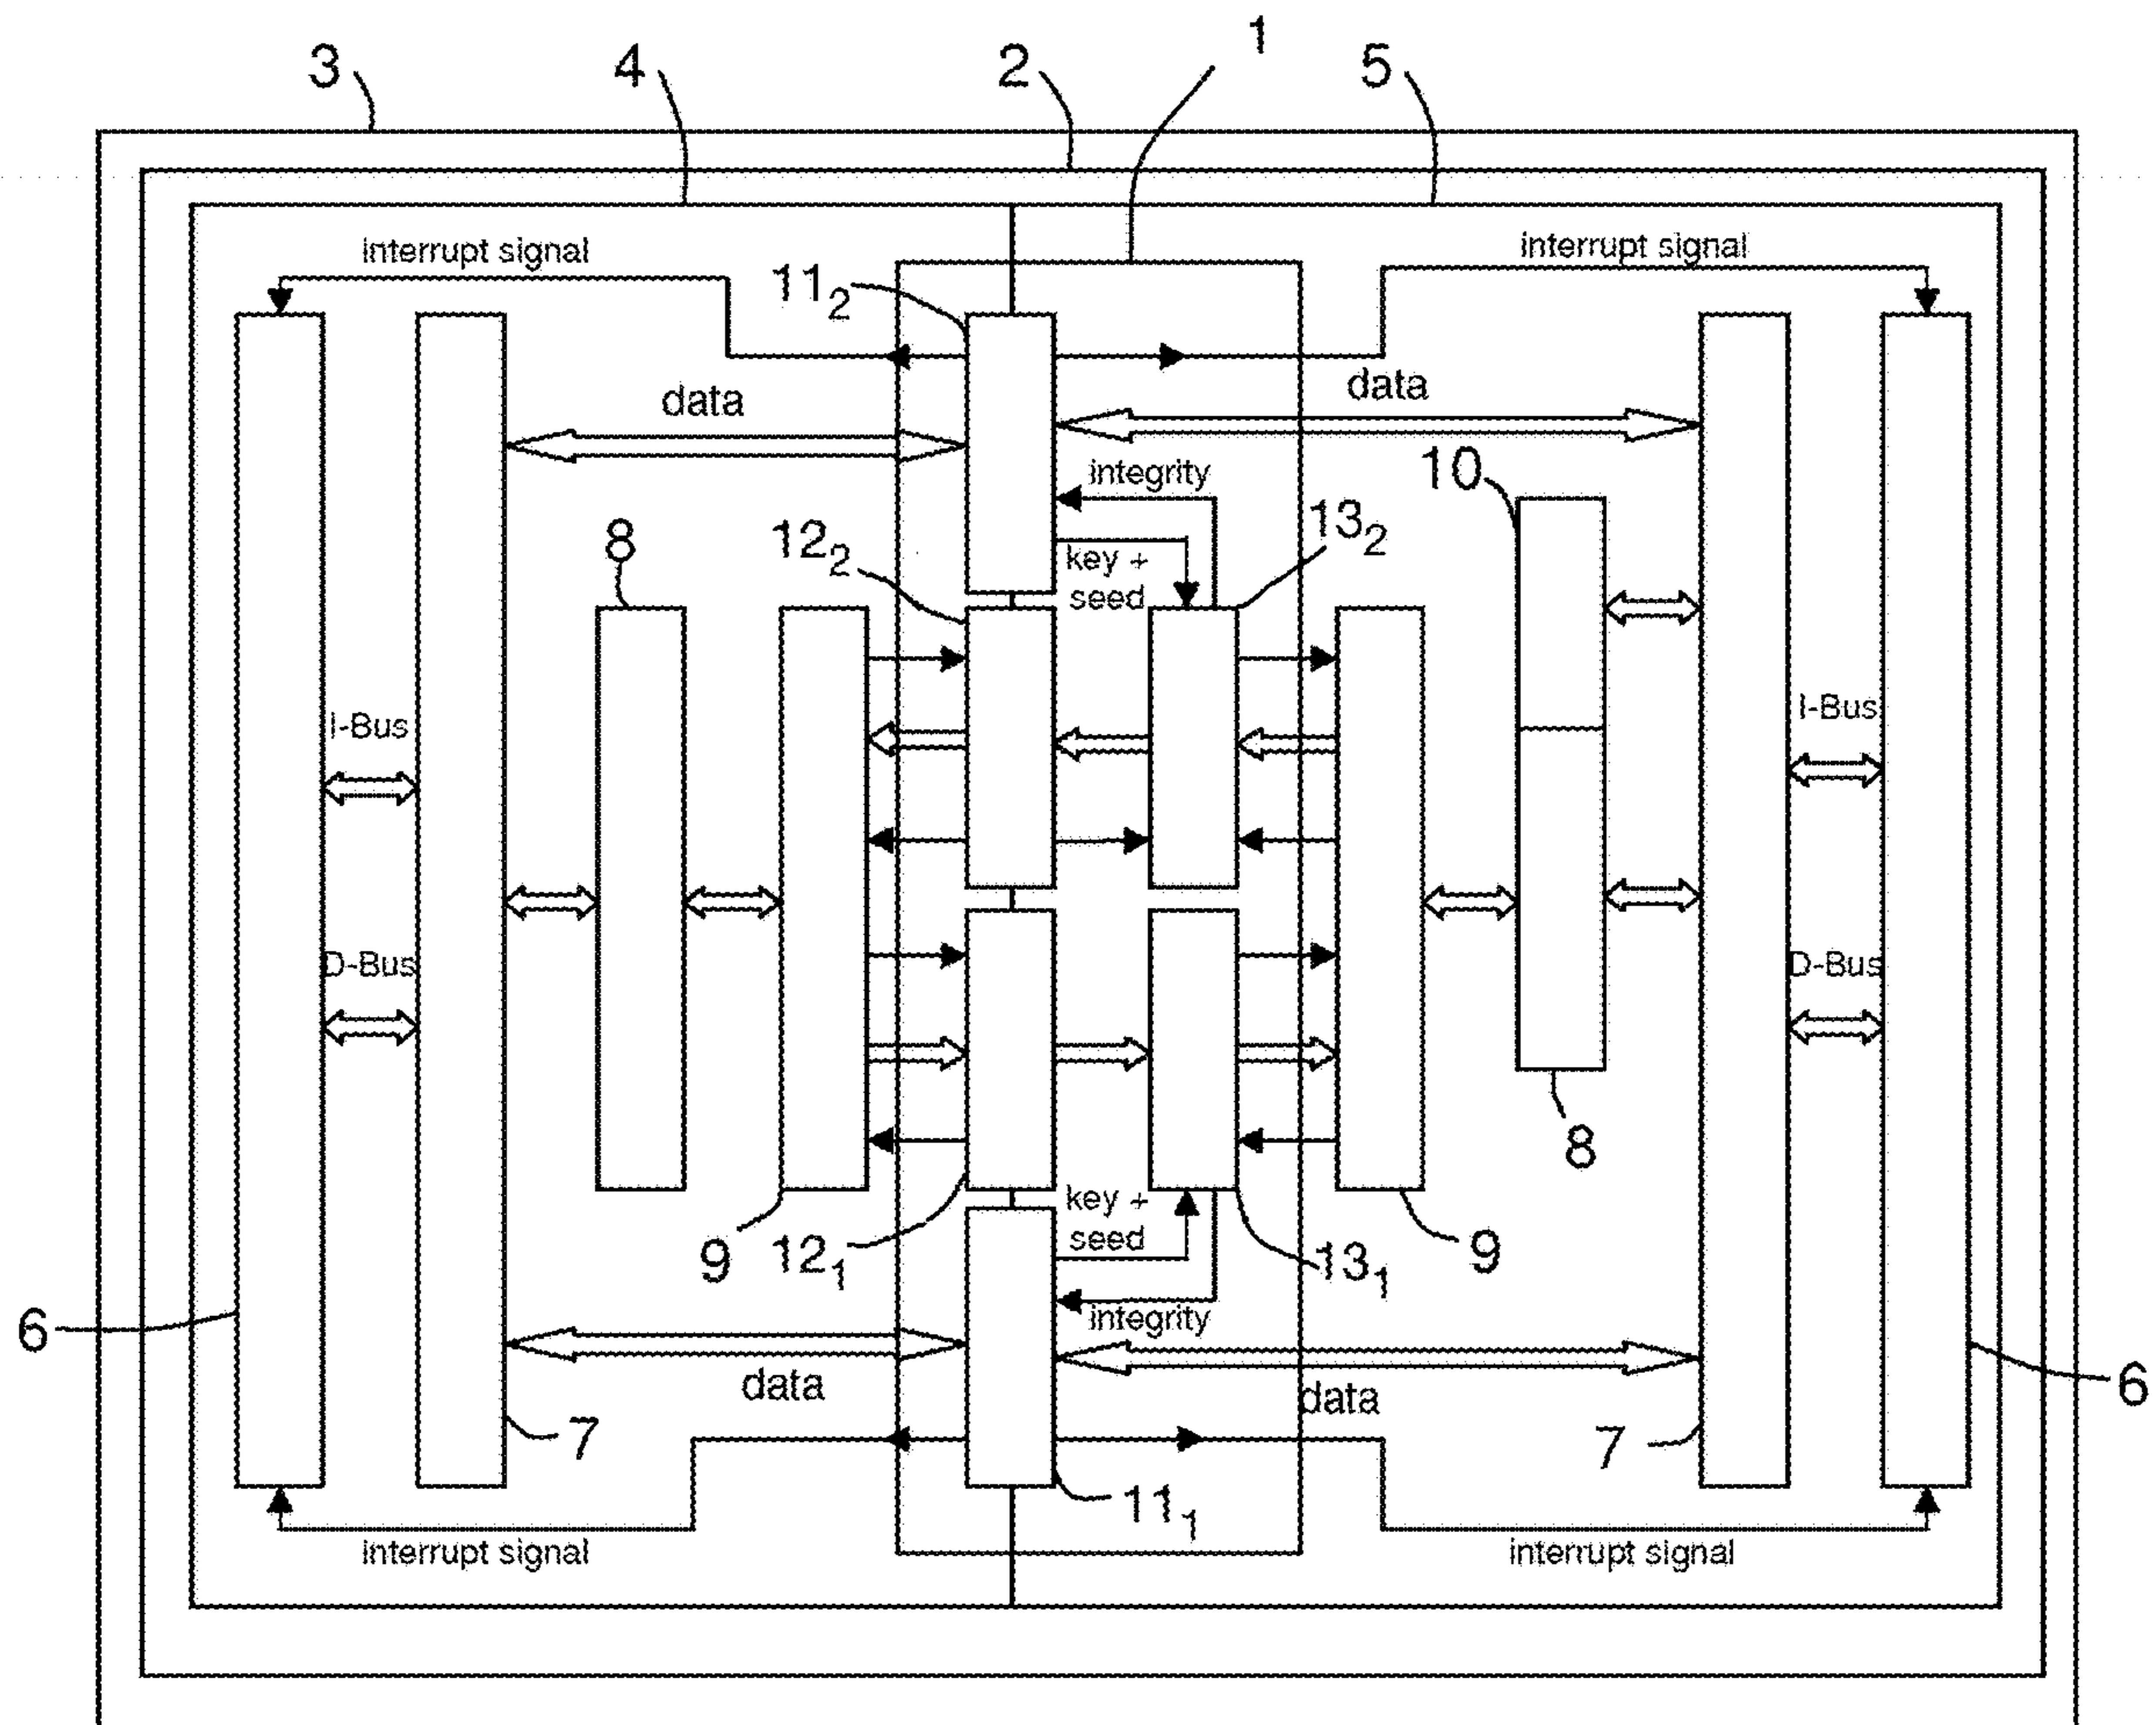 1
3
4
2
5
interrupt signal
interrupt signal
11₂
data
data
integrity
10
13₂
8
12₂
key +
seed
I-Bus
I-Bus
D-Bus
D-Bus
8
key +
seed
9
12₁
13₁
9
6
integrity
data
data
6
7
7
11₁
interrupt signal
interrupt signal